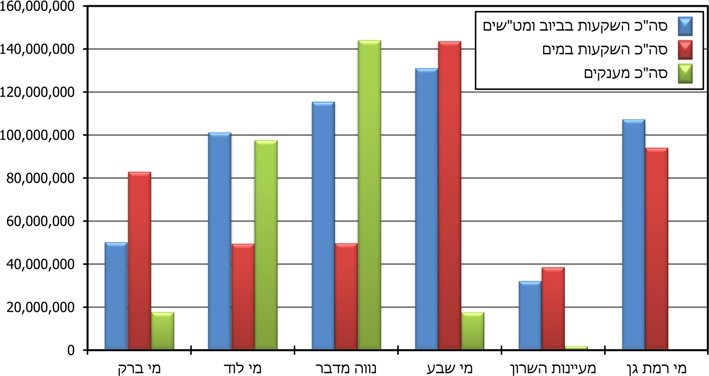 160,000,000
140,000,000
120,000,000
100,000,000
80,000,000
60,000,000
40,000,000
20,000,000
0
סה"כ השקעות בביוב ומט"שים
סה"כ השקעות במים
סה"כ מענקים
מי ברק
מי לוד
נווה מדבר
מי שבע
מעיינות השרון
מי רמת גן